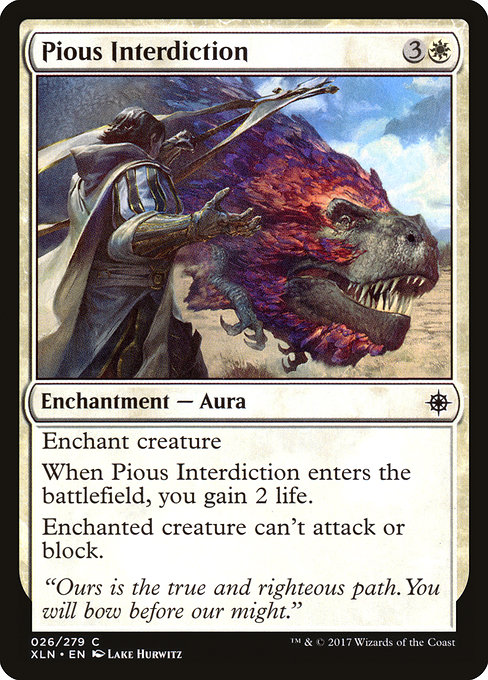 Pious Interdiction 3
Enchantment — Aura
Enchant creature
When Pious Interdiction enters the
battlefield, you gain 2 life.
Enchanted creature can't attack or
block.
“Ours is the true and righteous path. You
will bow before our might.”
026/279 C
XLN • EN Lake Hurwitz
™ & © 2017 Wizards of the Coast